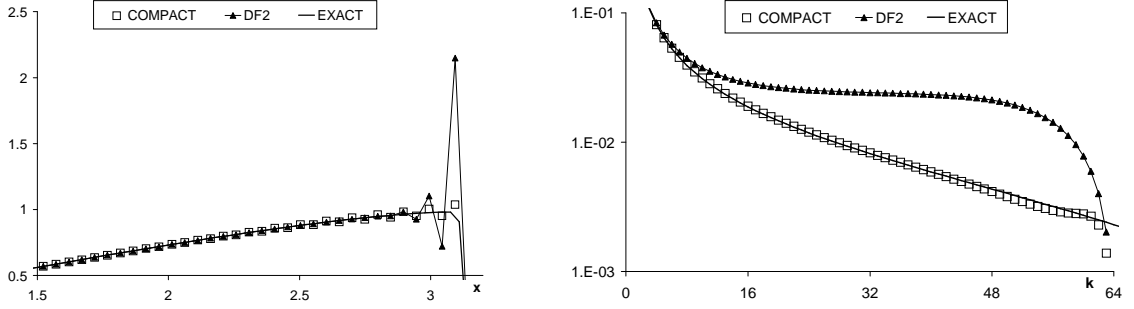 COMPACT DF2 EXACT
2.5
2
1.5
1
0.5
1.5 2 2.5 3 x
COMPACT DF2 EXACT
1.E-01
1.E-02
1.E-03
0 16 32 48 k 64